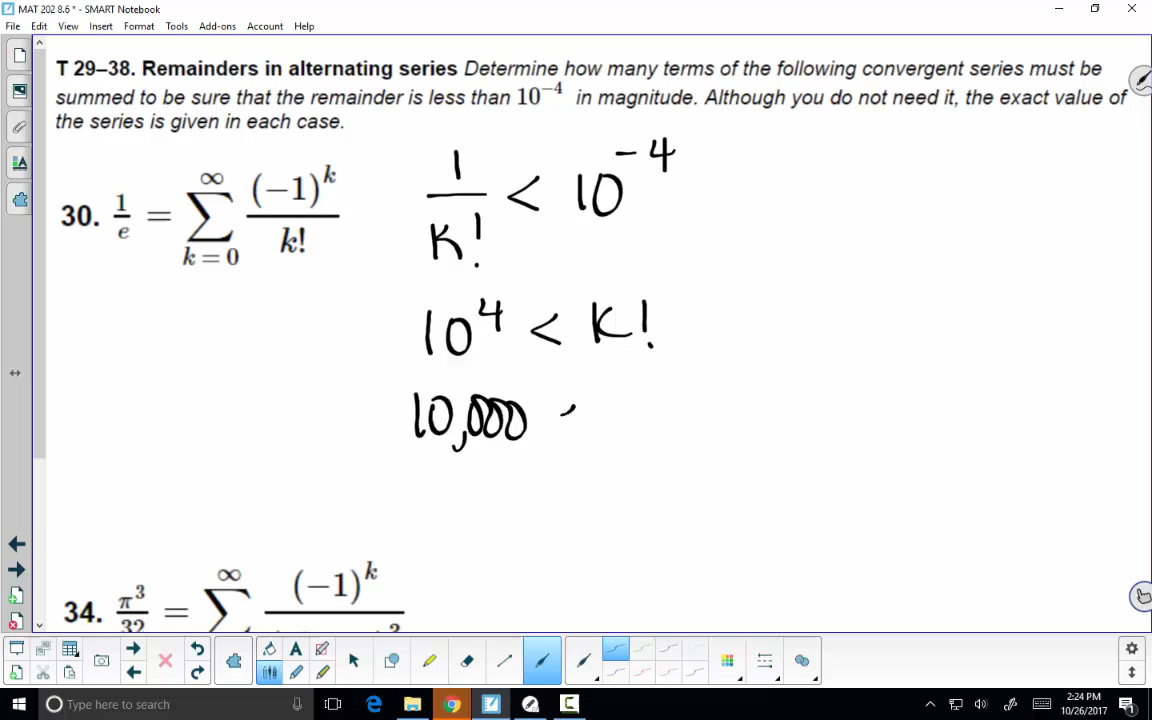 MAT 202 8.6 * - SMART Notebook
File Edit View Insert Format Tools Add-ons Account Help
T 29–38. Remainders in alternating series Determine how many terms of the following convergent series must be
summed to be sure that the remainder is less than 10⁻⁴ in magnitude. Although you do not need it, the exact value of
the series is given in each case.
30. 1/e = ∑ k = 0 ∞ (−1)^k / k!
1/K! < 10⁻⁴
10⁴ < K!
10,000
34. π³/32 = ∑ ∞ (−1)^k
Type here to search
2:24 PM
10/26/2017
1